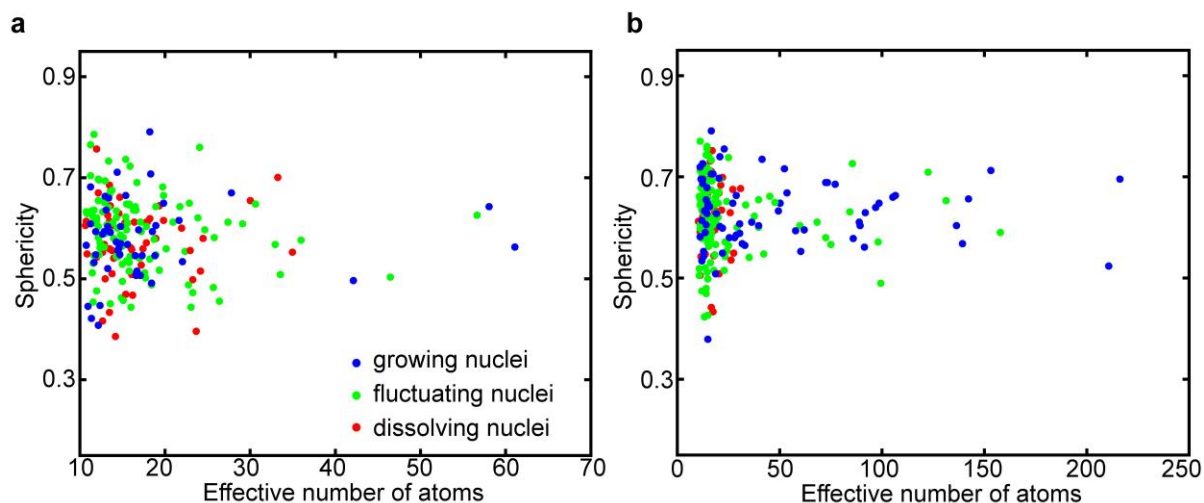 a
0.9
0.7
0.5
0.3
Sphericity
growing nuclei
fluctuating nuclei
dissolving nuclei
10 20 30 40 50 60 70
Effective number of atoms
b
0.9
0.7
0.5
0.3
Sphericity
0 50 100 150 200 250
Effective number of atoms